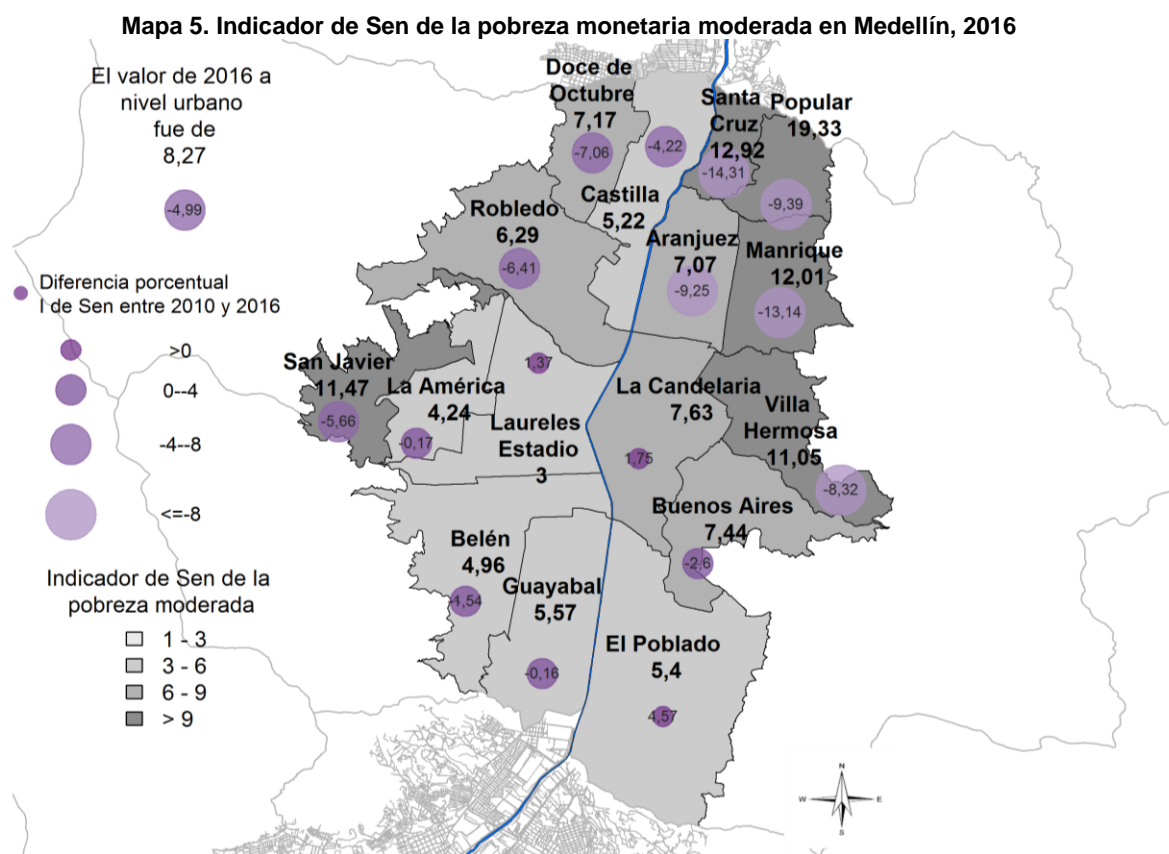 Mapa 5. Indicador de Sen de la pobreza monetaria moderada en Medellín, 2016
El valor de 2016 a
nivel urbano
fue de
8,27
-4,99
Diferencia porcentual
I de Sen entre 2010 y 2016
>0
0--4
-4--8
<=-8
Indicador de Sen de la
pobreza moderada
1 - 3
3 - 6
6 - 9
> 9
Doce de
Octubre
7,17
-7,06
-4,22
Castilla
5,22
Santa
Cruz
12,92
-14,31
Popular
19,33
-9,39
Robledo
6,29
-6,41
Aranjuez
7,07
-9,25
Manrique
12,01
-13,14
San Javier
11,47
-5,66
La América
4,24
-0,17
1,37
Laureles
Estadio
3
La Candelaria
7,63
1,75
Villa
Hermosa
11,05
-8,32
Buenos Aires
7,44
-2,6
Belén
4,96
Guayabal
5,57
-0,16
El Poblado
5,4
4,57
N
W
E
S